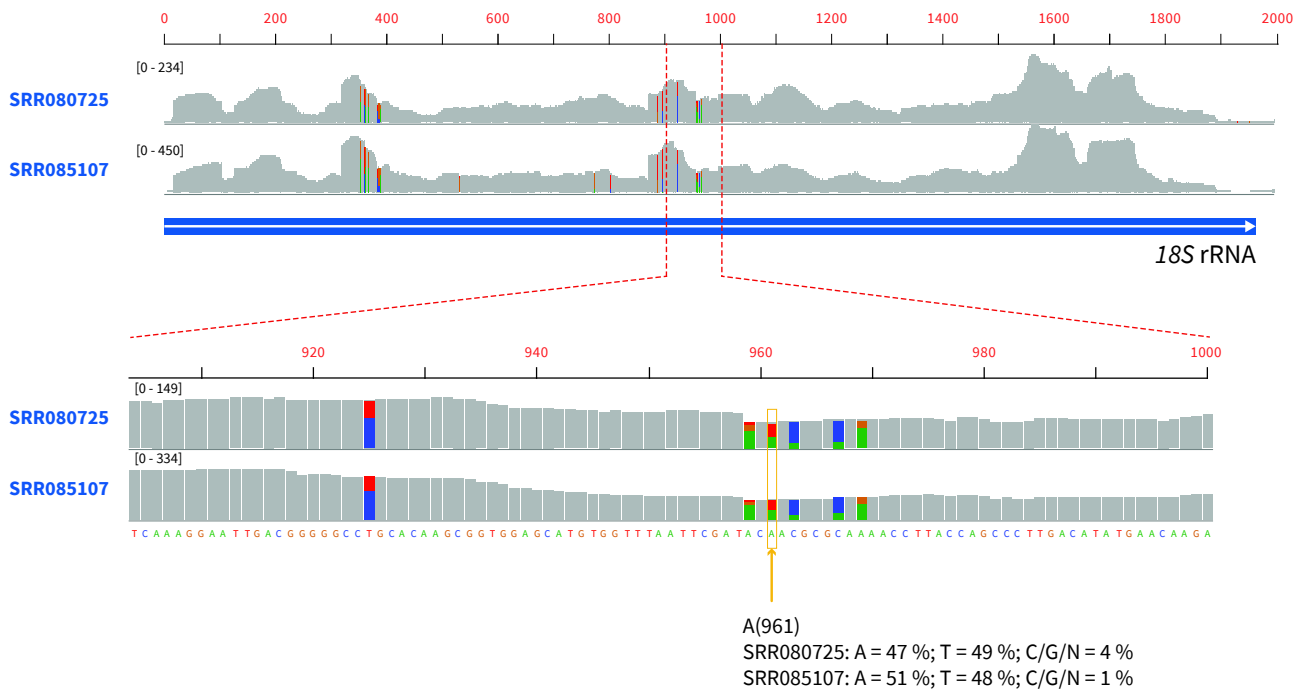 0 200 400 600 800 1000 1200 1400 1600 1800 2000
[0 - 234]
SRR080725
[0 - 450]
SRR085107
18S rRNA
920 940 960 980 1000
[0 - 149]
SRR080725
[0 - 334]
SRR085107
T C A A A G G A A T T G A C G G G G G C C T G C A C A A G C G G T G G A G C A T G T G G T T T A A T T C G A T A C A A C G C G C A A A A C C T T A C C A G C C C T T G A C A T A T G A A C A A G A
A(961)
SRR080725: A = 47 %; T = 49 %; C/G/N = 4 %
SRR085107: A = 51 %; T = 48 %; C/G/N = 1 %